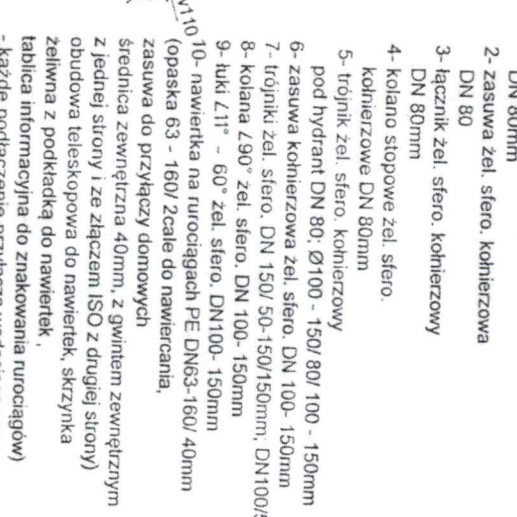 DN 80mm
2- zasuwa żel. sfero. kołnierzowa
DN 80
3- łącznik żel. sfero. kołnierzowy
DN 80mm
4- kolano stopowe żel. sfero.
kołnierzowe DN 80mm
5- trójnik żel. sfero. kołnierzowy
pod hydrant DN 80; Ø100 - 150/ 80/ 100 - 150mm
6- zasuwa kołnierzowa żel. sfero. DN 100- 150mm
7- trójniki żel. sfero. DN 150/ 50-150/150mm; DN100/
8- kolana ∠90° żel. sfero. DN 100- 150mm
9- łuki ∠11° - 60° żel. sfero. DN100- 150mm
10- nawiertka na rurociągach PE DN63-160/ 40mm
(opaska 63 - 160/ 2cale do nawiercania,
zasuwa do przyłączy domowych
średnica zewnętrzna 40mm, z gwintem zewnętrznym
z jednej strony i ze złączem ISO z drugiej strony)
obudowa teleskopowa do nawiertek, skrzynka
żeliwna z podkładką do nawiertek ,
tablica informacyjna do znakowania rurociągów)
- każde podłączenie przyłącza
110